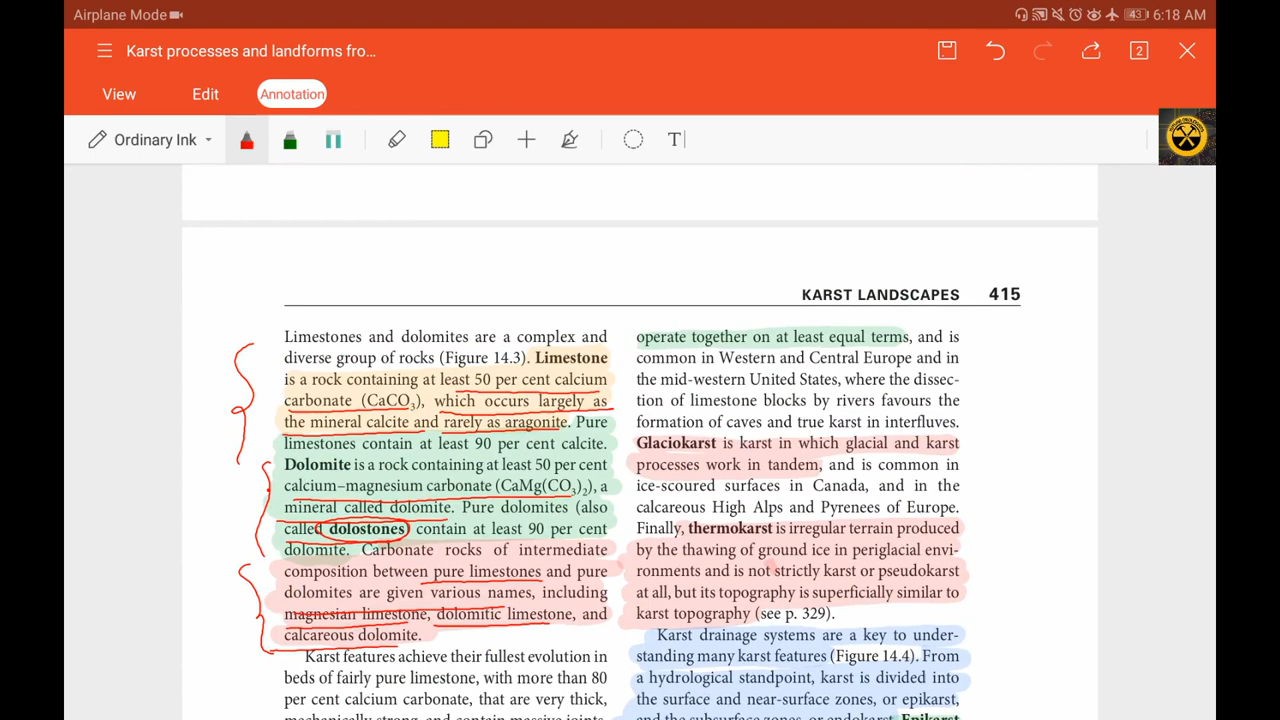 Airplane Mode
43 6:18 AM
Karst processes and landforms fro...
2
View Edit Annotation
Ordinary Ink
T
KARST LANDSCAPES 415
Limestones and dolomites are a complex and
diverse group of rocks (Figure 14.3). Limestone
is a rock containing at least 50 per cent calcium
carbonate (CaCO₃), which occurs largely as
the mineral calcite and rarely as aragonite. Pure
limestones contain at least 90 per cent calcite.
Dolomite is a rock containing at least 50 per cent
calcium–magnesium carbonate (CaMg(CO₃)₂), a
mineral called dolomite. Pure dolomites (also
called dolostones) contain at least 90 per cent
dolomite. Carbonate rocks of intermediate
composition between pure limestones and pure
dolomites are given various names, including
magnesian limestone, dolomitic limestone, and
calcareous dolomite.
Karst features achieve their fullest evolution in
beds of fairly pure limestone, with more than 80
per cent calcium carbonate, that are very thick,
mechanically strong, and contain massive joints.
operate together on at least equal terms, and is
common in Western and Central Europe and in
the mid-western United States, where the dissec-
tion of limestone blocks by rivers favours the
formation of caves and true karst in interfluves.
Glaciokarst is karst in which glacial and karst
processes work in tandem, and is common in
ice-scoured surfaces in Canada, and in the
calcareous High Alps and Pyrenees of Europe.
Finally, thermokarst is irregular terrain produced
by the thawing of ground ice in periglacial envi-
ronments and is not strictly karst or pseudokarst
at all, but its topography is superficially similar to
karst topography (see p. 329).
Karst drainage systems are a key to under-
standing many karst features (Figure 14.4). From
a hydrological standpoint, karst is divided into
the surface and near-surface zones, or epikarst,
and the subsurface zones, or endokarst. Epikarst